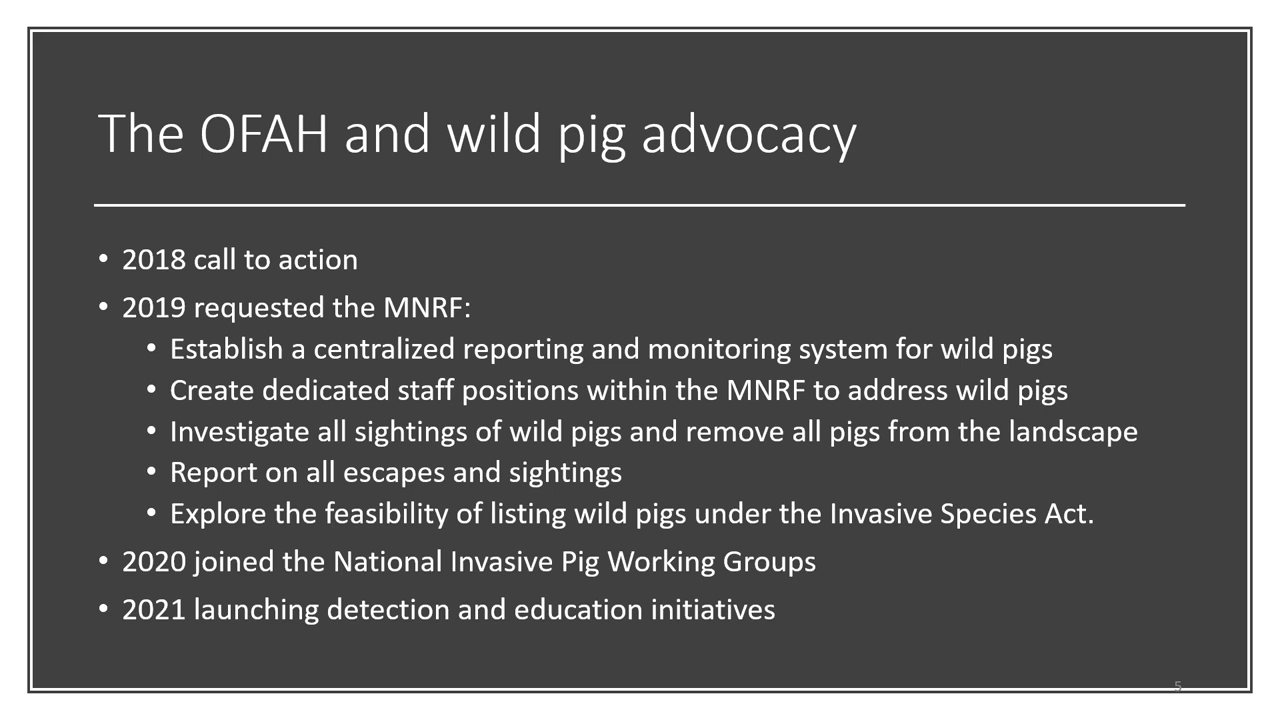 The OFAH and wild pig advocacy
• 2018 call to action
• 2019 requested the MNRF:
• Establish a centralized reporting and monitoring system for wild pigs
• Create dedicated staff positions within the MNRF to address wild pigs
• Investigate all sightings of wild pigs and remove all pigs from the landscape
• Report on all escapes and sightings
• Explore the feasibility of listing wild pigs under the Invasive Species Act.
• 2020 joined the National Invasive Pig Working Groups
• 2021 launching detection and education initiatives
5